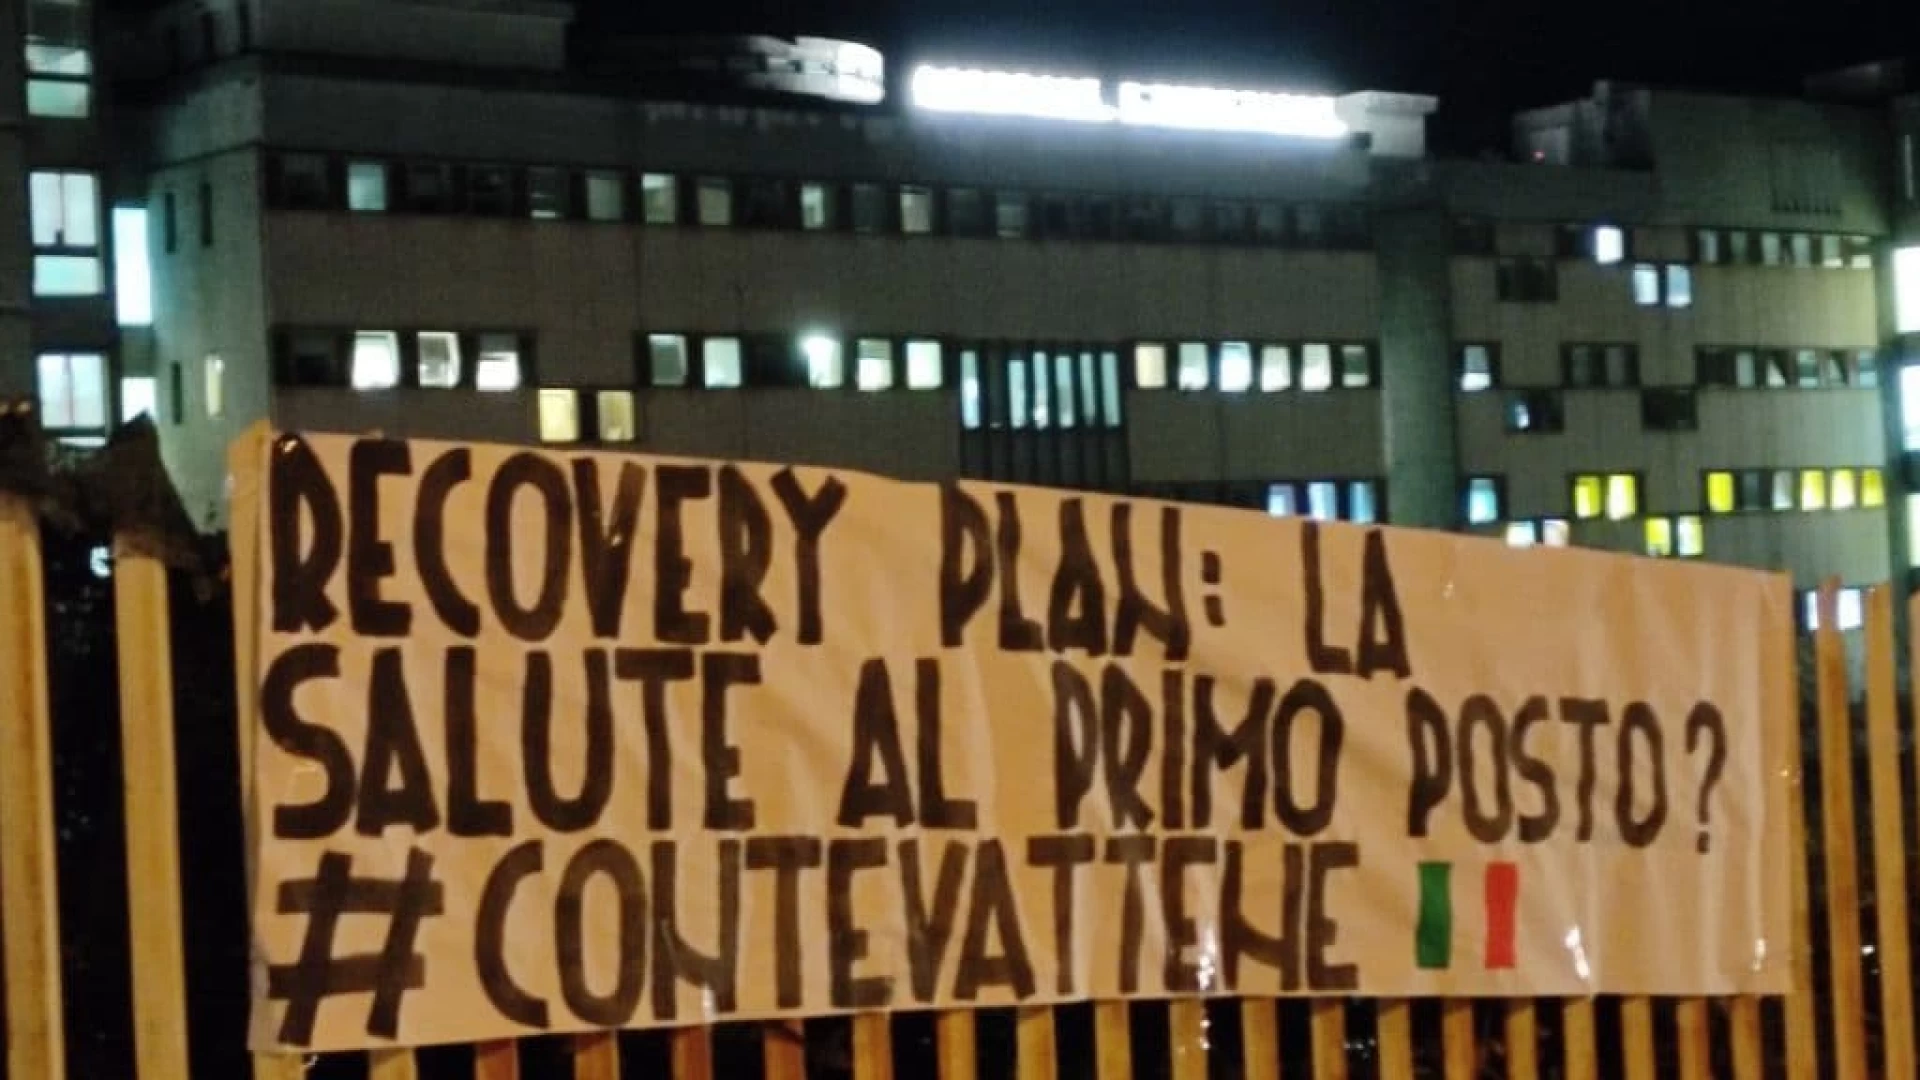 RECOVERY PLAN: LA
SALUTE AL PRIMO POSTO?
#CONTEVATTENE